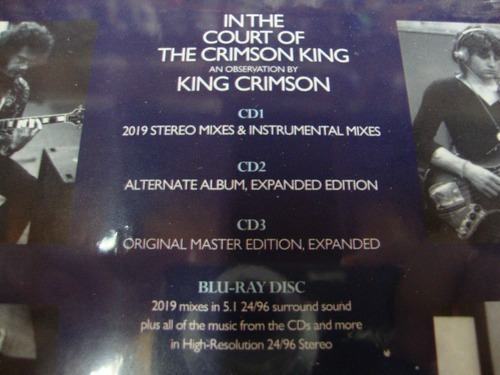 IN THE
COURT OF
THE CRIMSON KING
AN OBSERVATION BY
KING CRIMSON
CD1
2019 STEREO MIXES & INSTRUMENTAL MIXES
CD2
ALTERNATE ALBUM, EXPANDED EDITION
CD3
ORIGINAL MASTER EDITION, EXPANDED
BLU-RAY DISC
2019 mixes in 5.1 24/96 surround sound
plus all of the music from the CDs and more
in High-Resolution 24/96 Stereo